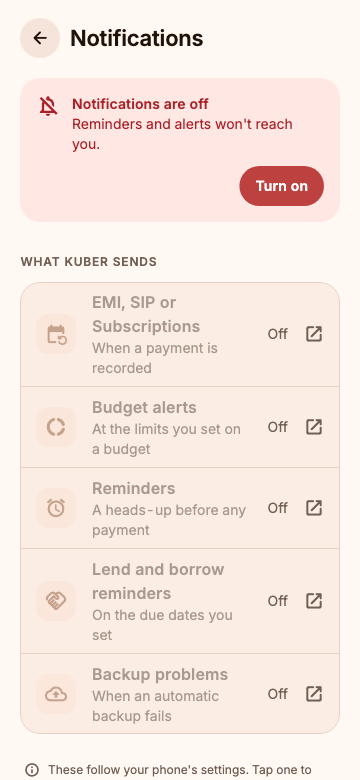 Notifications
Notifications are off
Reminders and alerts won't reach
you.
Turn on
WHAT KUBER SENDS
EMI, SIP or
Subscriptions
When a payment is
recorded
Off
Budget alerts
At the limits you set on
a budget
Off
Reminders
A heads-up before any
payment
Off
Lend and borrow
reminders
On the due dates you
set
Off
Backup problems
When an automatic
backup fails
Off
These follow your phone's settings. Tap one to